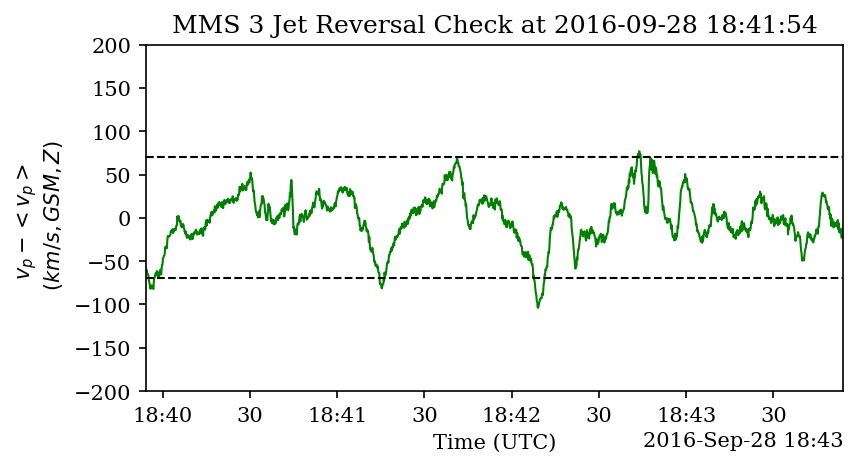 MMS 3 Jet Reversal Check at 2016-09-28 18:41:54
200
150
100
50
0
−50
−100
−150
−200
v_p − < v_p >
(km/s, GSM, Z)
18:40 30 18:41 30 18:42 30 18:43 30
Time (UTC)
2016-Sep-28 18:43